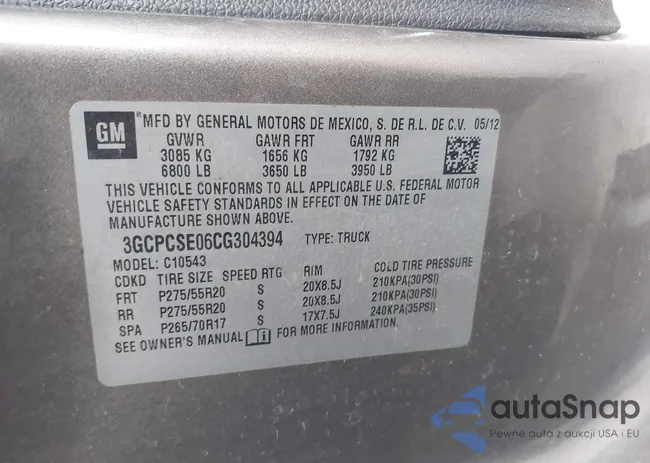 GM
® MFD BY GENERAL MOTORS DE MEXICO, S. DE R.L. DE C.V. 05/12
GVWR GAWR FRT GAWR RR
3085 KG 1656 KG 1792 KG
6800 LB 3650 LB 3950 LB
THIS VEHICLE CONFORMS TO ALL APPLICABLE U.S. FEDERAL MOTOR
VEHICLE SAFETY STANDARDS IN EFFECT ON THE DATE OF
MANUFACTURE SHOWN ABOVE.
3GCPCSE06CG304394 TYPE: TRUCK
MODEL: C10543
CDKD TIRE SIZE SPEED RTG RIM COLD TIRE PRESSURE
FRT P275/55R20 S 20X8.5J 210KPA(30PSI)
RR P275/55R20 S 20X8.5J 210KPA(30PSI)
SPA P265/70R17 S 17X7.5J 240KPA(35PSI)
SEE OWNER'S MANUAL FOR MORE INFORMATION.
autaSnap
Pewne auta z aukcji USA i EU